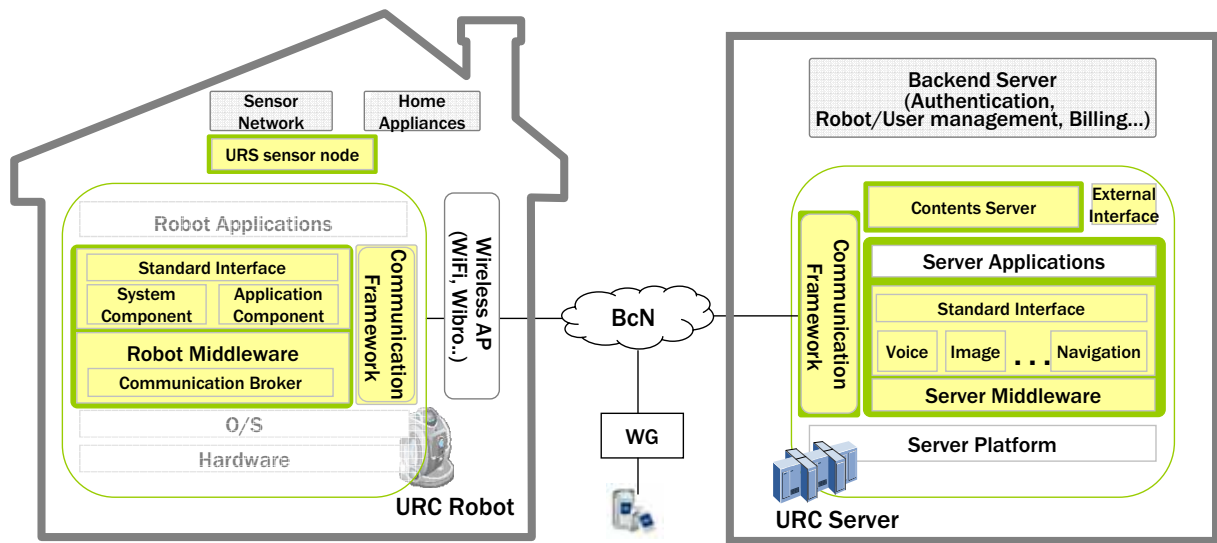 Sensor
Network
Home
Appliances
URS sensor node
Robot Applications
Standard Interface
System
Component
Application
Component
Robot Middleware
Communication Broker
Communication
Framework
O/S
Hardware
URC Robot
Wireless AP
(WiFi, Wibro..)
BcN
WG
Backend Server
(Authentication,
Robot/User management, Billing...)
Contents Server
External
Interface
Communication
Framework
Server Applications
Standard Interface
Voice
Image
...
Navigation
Server Middleware
Server Platform
URC Server